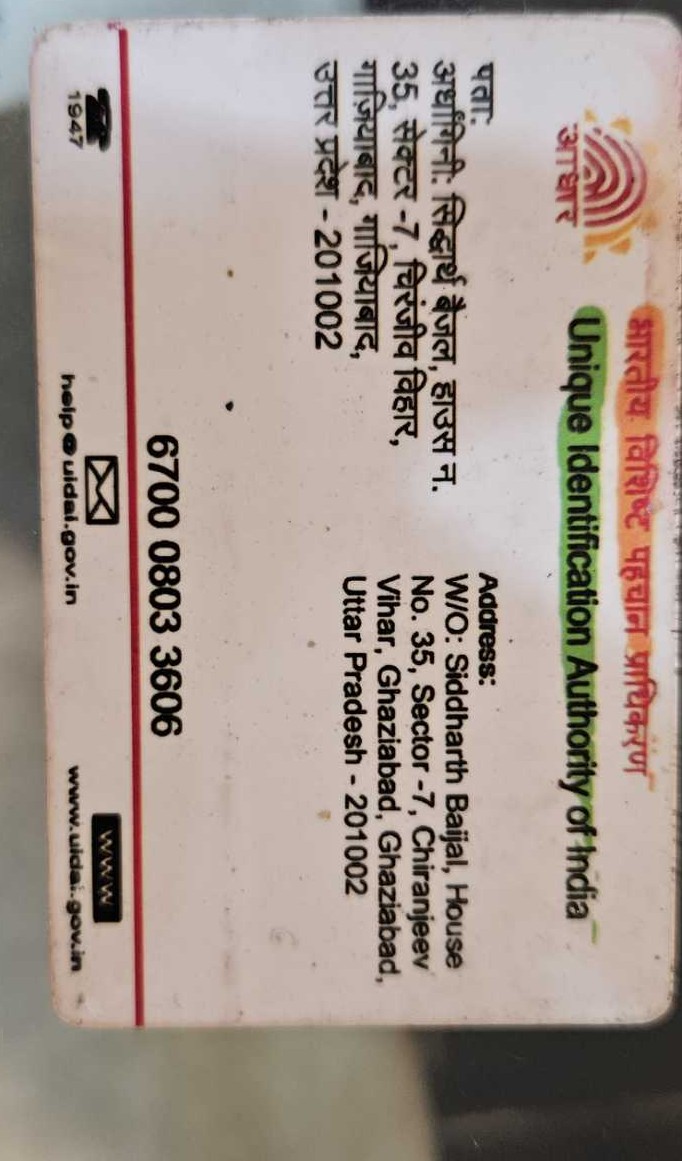 आधार
भारतीय विशिष्ट पहचान प्राधिकरण
Unique Identification Authority of India
पता:
अर्धांगिनी: सिद्धार्थ बैजल, हाउस न.
35, सेक्टर -7, चिरंजीव विहार,
गाजियाबाद, गाजियाबाद,
उत्तर प्रदेश - 201002
Address:
W/O: Siddharth Baijal, House
No. 35, Sector -7, Chiranjeev
Vihar, Ghaziabad, Ghaziabad,
Uttar Pradesh - 201002
6700 0803 3606
1947
help@uidai.gov.in
www
www.uidai.gov.in